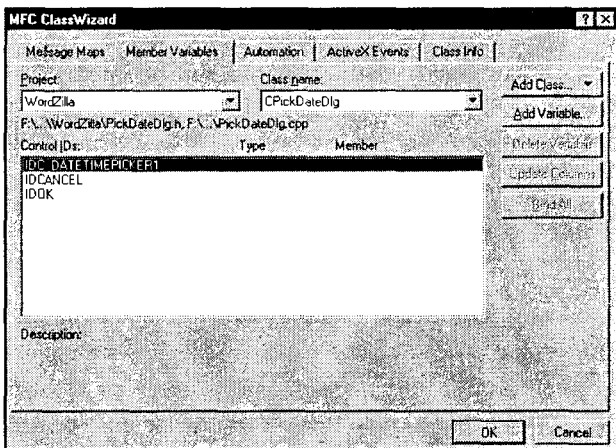 MFC ClassWizard
Message Maps Member Variables Automation ActiveX Events Class Info
Project: Class name:
WordZilla CPickDateDlg
Add Class...
Add Variable...
F:\...\WordZilla\PickDateDlg.h, F:\...\PickDateDlg.cpp
Control IDs: Type Member
Delete Variable
IDC_DATETIMEPICKER1
IDCANCEL
Update Columns
IDOK
Bind All
Description:
OK Cancel